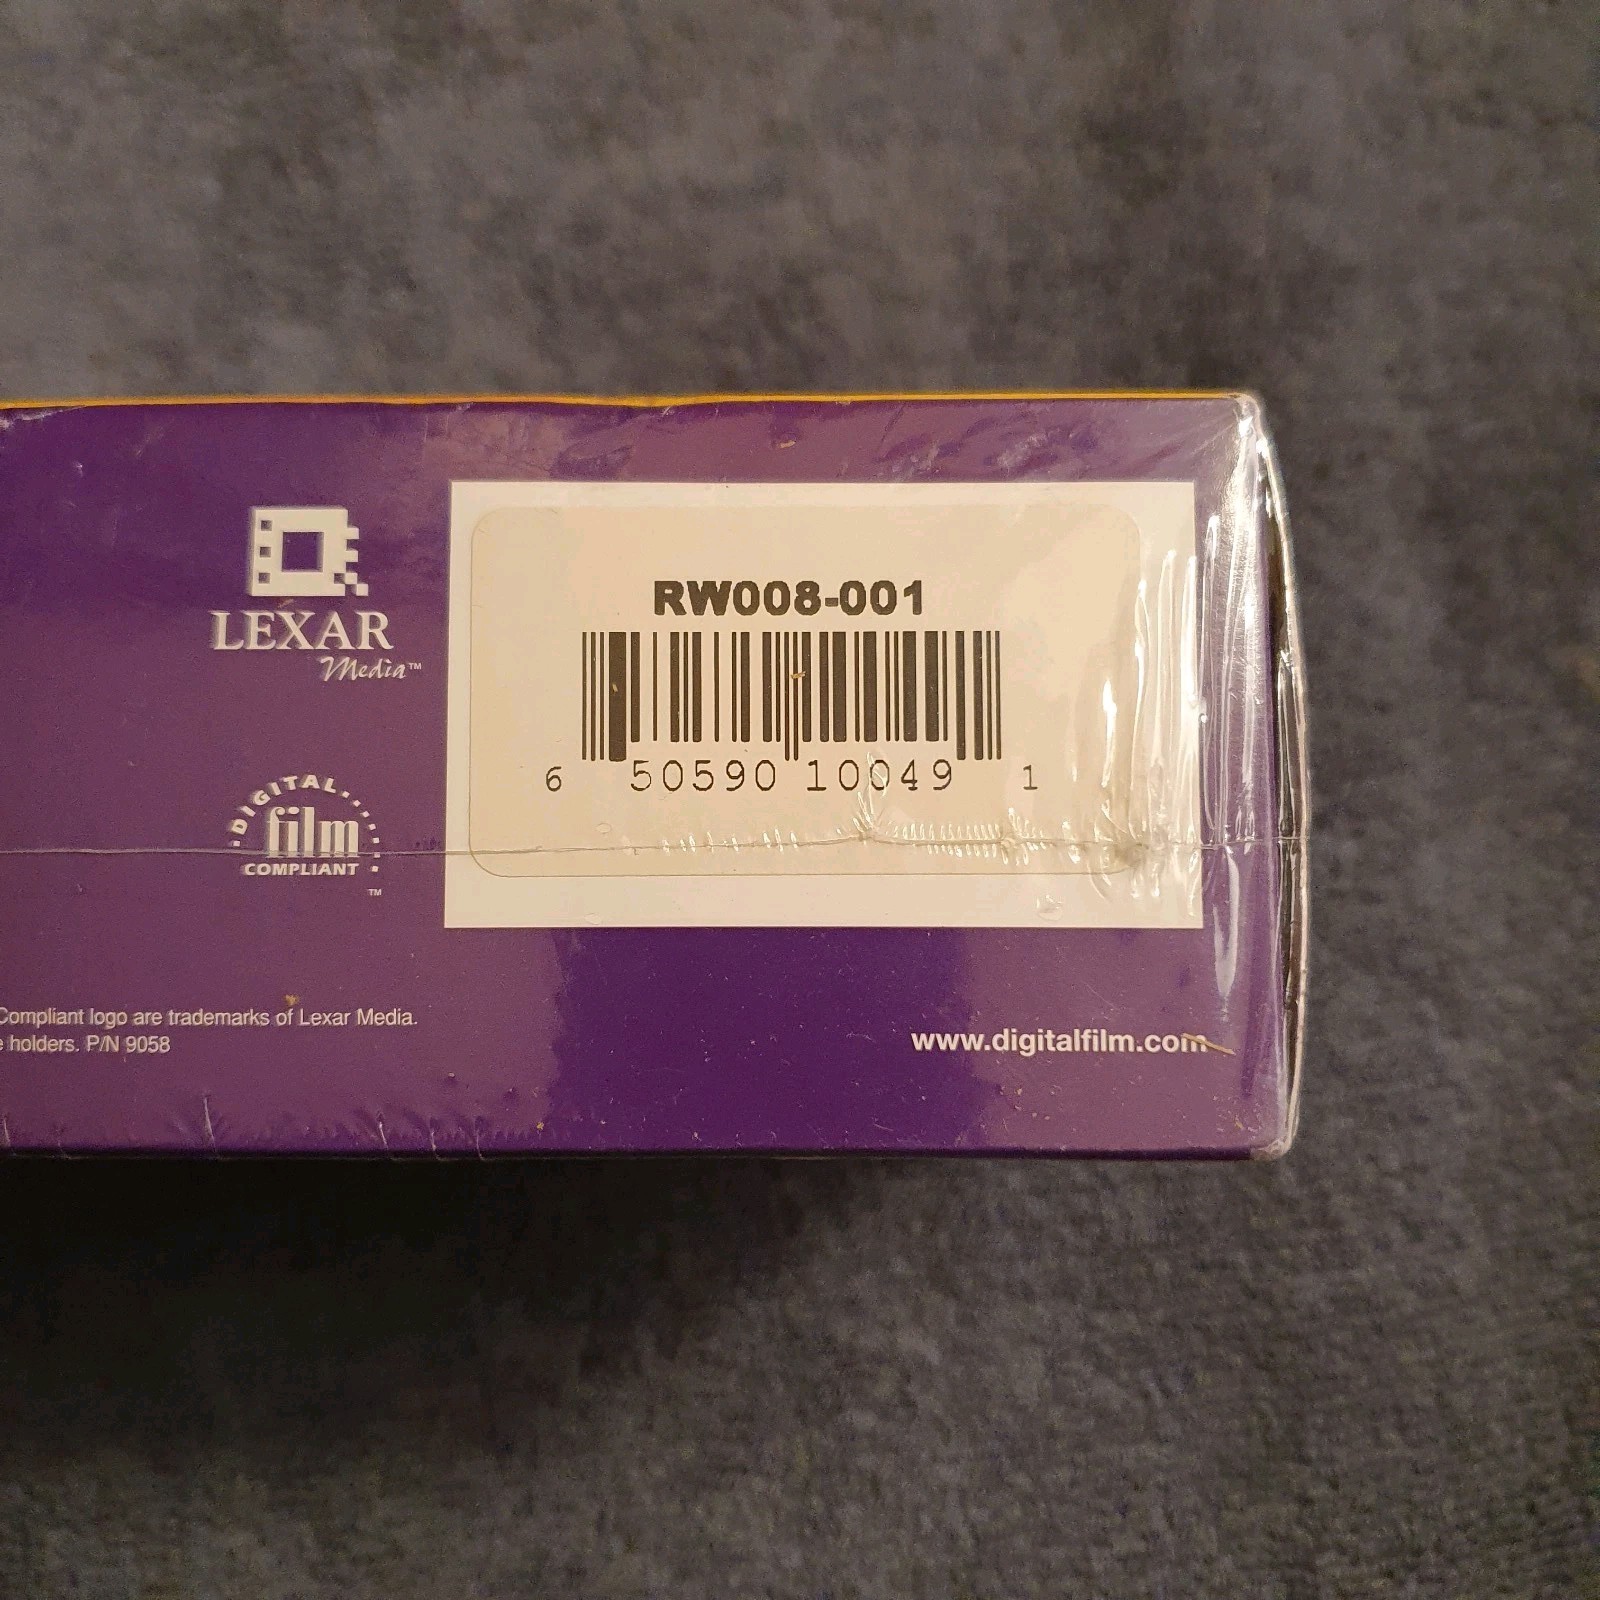 LEXAR
Media™
DIGITAL
film
COMPLIANT
™
RW008-001
6 50590 10049 1
Compliant logo are trademarks of Lexar Media.
holders. P/N 9058
www.digitalfilm.com